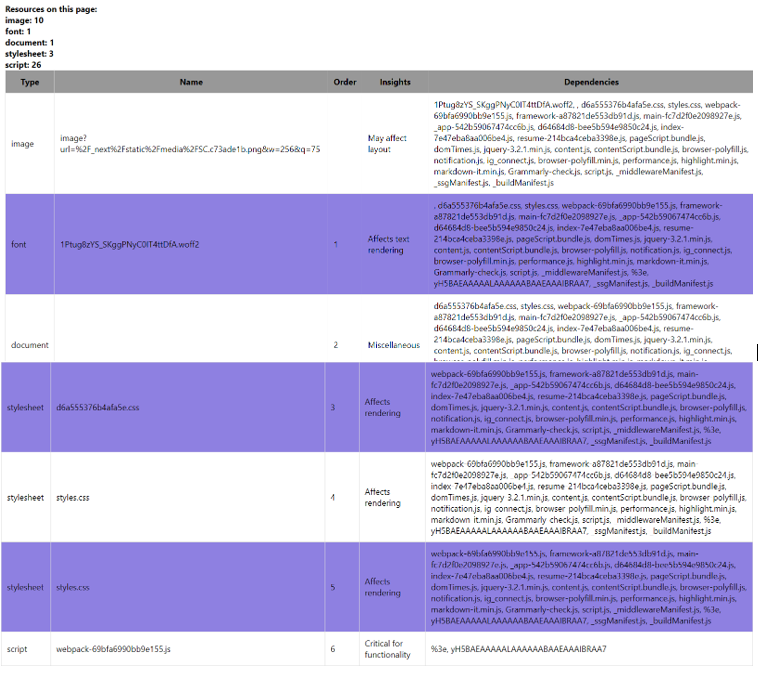 Resources on this page:
image: 10
font: 1
document: 1
stylesheet: 3
script: 26
Type Name Order Insights Dependencies
image
image?
url=%2F_next%2Fstatic%2Fmedia%2FSC.c73ade1b.png&w=256&q=75
May affect
layout
1Ptug8zYS_SKggPNyC0IT4ttDfA.woff2, , d6a555376b4afa5e.css, styles.css, webpack-
69bfa6990bb9e155.js, framework-a87821de553db91d.js, main-fc7d2f0e2098927e.js,
_app-542b59067474cc6b.js, d64684d8-bee5b594e9850c24.js, index-
7e47eba8aa006be4.js, resume-214bca4ceba3398e.js, pageScript.bundle.js,
domTimes.js, jquery-3.2.1.min.js, content.js, contentScript.bundle.js, browser-polyfill.js,
notification.js, ig_connect.js, browser-polyfill.min.js, performance.js, highlight.min.js,
markdown-it.min.js, Grammarly-check.js, script.js, _middlewareManifest.js,
_ssgManifest.js, _buildManifest.js
font
1Ptug8zYS_SKggPNyC0IT4ttDfA.woff2
1
Affects text
rendering
, d6a555376b4afa5e.css, styles.css, webpack-69bfa6990bb9e155.js, framework-
a87821de553db91d.js, main-fc7d2f0e2098927e.js, _app-542b59067474cc6b.js,
d64684d8-bee5b594e9850c24.js, index-7e47eba8aa006be4.js, resume-
214bca4ceba3398e.js, pageScript.bundle.js, domTimes.js, jquery-3.2.1.min.js,
content.js, contentScript.bundle.js, browser-polyfill.js, notification.js, ig_connect.js,
browser-polyfill.min.js, performance.js, highlight.min.js, markdown-it.min.js,
Grammarly-check.js, script.js, _middlewareManifest.js, %3e,
yH5BAEAAAAALAAAAAABAAEAAAIBRAA7, _ssgManifest.js, _buildManifest.js
document
2
Miscellaneous
d6a555376b4afa5e.css, styles.css, webpack-69bfa6990bb9e155.js, framework-
a87821de553db91d.js, main-fc7d2f0e2098927e.js, _app-542b59067474cc6b.js,
d64684d8-bee5b594e9850c24.js, index-7e47eba8aa006be4.js, resume-
214bca4ceba3398e.js, pageScript.bundle.js, domTimes.js, jquery-3.2.1.min.js,
content.js, contentScript.bundle.js, browser-polyfill.js, notification.js, ig_connect.js,
stylesheet
d6a555376b4afa5e.css
3
Affects
rendering
webpack-69bfa6990bb9e155.js, framework-a87821de553db91d.js, main-
fc7d2f0e2098927e.js, _app-542b59067474cc6b.js, d64684d8-bee5b594e9850c24.js,
index-7e47eba8aa006be4.js, resume-214bca4ceba3398e.js, pageScript.bundle.js,
domTimes.js, jquery-3.2.1.min.js, content.js, contentScript.bundle.js, browser-polyfill.js,
notification.js, ig_connect.js, browser-polyfill.min.js, performance.js, highlight.min.js,
markdown-it.min.js, Grammarly-check.js, script.js, _middlewareManifest.js, %3e,
yH5BAEAAAAALAAAAAABAAEAAAIBRAA7, _ssgManifest.js, _buildManifest.js
stylesheet
styles.css
4
Affects
rendering
webpack-69bfa6990bb9e155.js, framework-a87821de553db91d.js, main-
fc7d2f0e2098927e.js, _app-542b59067474cc6b.js, d64684d8-bee5b594e9850c24.js,
index-7e47eba8aa006be4.js, resume-214bca4ceba3398e.js, pageScript.bundle.js,
domTimes.js, jquery-3.2.1.min.js, content.js, contentScript.bundle.js, browser-polyfill.js,
notification.js, ig_connect.js, browser-polyfill.min.js, performance.js, highlight.min.js,
markdown-it.min.js, Grammarly-check.js, script.js, _middlewareManifest.js, %3e,
yH5BAEAAAAALAAAAAABAAEAAAIBRAA7, _ssgManifest.js, _buildManifest.js
stylesheet
styles.css
5
Affects
rendering
webpack-69bfa6990bb9e155.js, framework-a87821de553db91d.js, main-
fc7d2f0e2098927e.js, _app-542b59067474cc6b.js, d64684d8-bee5b594e9850c24.js,
index-7e47eba8aa006be4.js, resume-214bca4ceba3398e.js, pageScript.bundle.js,
domTimes.js, jquery-3.2.1.min.js, content.js, contentScript.bundle.js, browser-polyfill.js,
notification.js, ig_connect.js, browser-polyfill.min.js, performance.js, highlight.min.js,
markdown-it.min.js, Grammarly-check.js, script.js, _middlewareManifest.js, %3e,
yH5BAEAAAAALAAAAAABAAEAAAIBRAA7, _ssgManifest.js, _buildManifest.js
script
webpack-69bfa6990bb9e155.js
6
Critical for
functionality
%3e, yH5BAEAAAAALAAAAAABAAEAAAIBRAA7